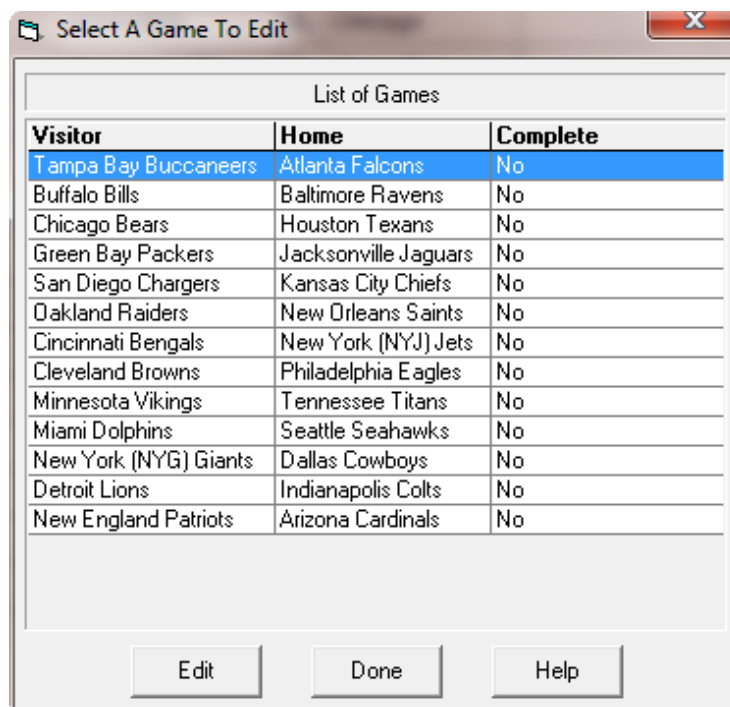 Select A Game To Edit
List of Games
Visitor Home Complete
Tampa Bay Buccaneers Atlanta Falcons No
Buffalo Bills Baltimore Ravens No
Chicago Bears Houston Texans No
Green Bay Packers Jacksonville Jaguars No
San Diego Chargers Kansas City Chiefs No
Oakland Raiders New Orleans Saints No
Cincinnati Bengals New York (NYJ) Jets No
Cleveland Browns Philadelphia Eagles No
Minnesota Vikings Tennessee Titans No
Miami Dolphins Seattle Seahawks No
New York (NYG) Giants Dallas Cowboys No
Detroit Lions Indianapolis Colts No
New England Patriots Arizona Cardinals No
Edit Done Help